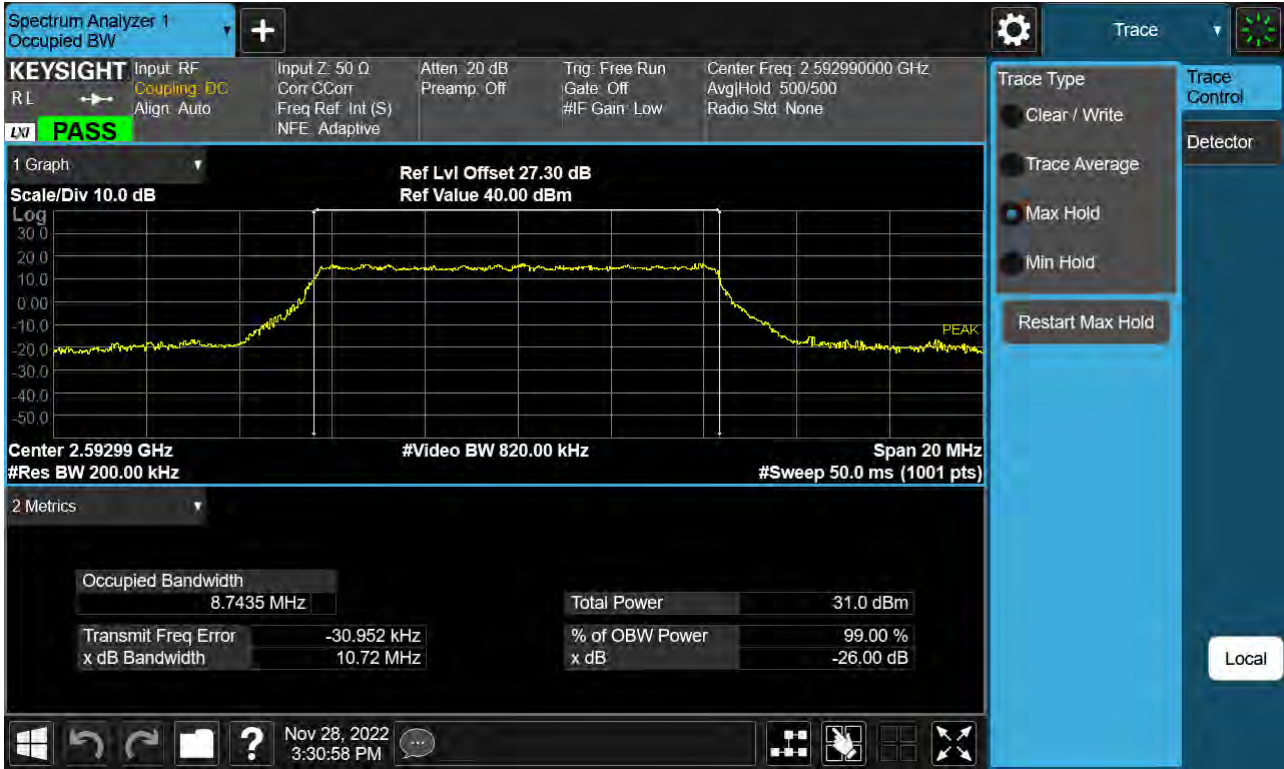 Spectrum Analyzer 1
Occupied BW
+
Trace
KEYSIGHT
RL
LXI PASS
Input: RF
Coupling: DC
Align: Auto
Input Z: 50 Ω
Corr CCorr
Freq Ref: Int (S)
NFE: Adaptive
Atten: 20 dB
Preamp: Off
Trig: Free Run
Gate: Off
#IF Gain: Low
Center Freq: 2.592990000 GHz
Avg|Hold: 500/500
Radio Std: None
1 Graph
Scale/Div 10.0 dB
Ref Lvl Offset 27.30 dB
Ref Value 40.00 dBm
Log
30.0
20.0
10.0
0.00
-10.0
-20.0
-30.0
-40.0
-50.0
PEAK
Center 2.59299 GHz
#Res BW 200.00 kHz
#Video BW 820.00 kHz
Span 20 MHz
#Sweep 50.0 ms (1001 pts)
2 Metrics
Occupied Bandwidth
8.7435 MHz
Transmit Freq Error -30.952 kHz
x dB Bandwidth 10.72 MHz
Total Power 31.0 dBm
% of OBW Power 99.00 %
x dB -26.00 dB
Trace Type
Clear / Write
Trace Average
Max Hold
Min Hold
Restart Max Hold
Trace
Control
Detector
Local
?
Nov 28, 2022
3:30:58 PM